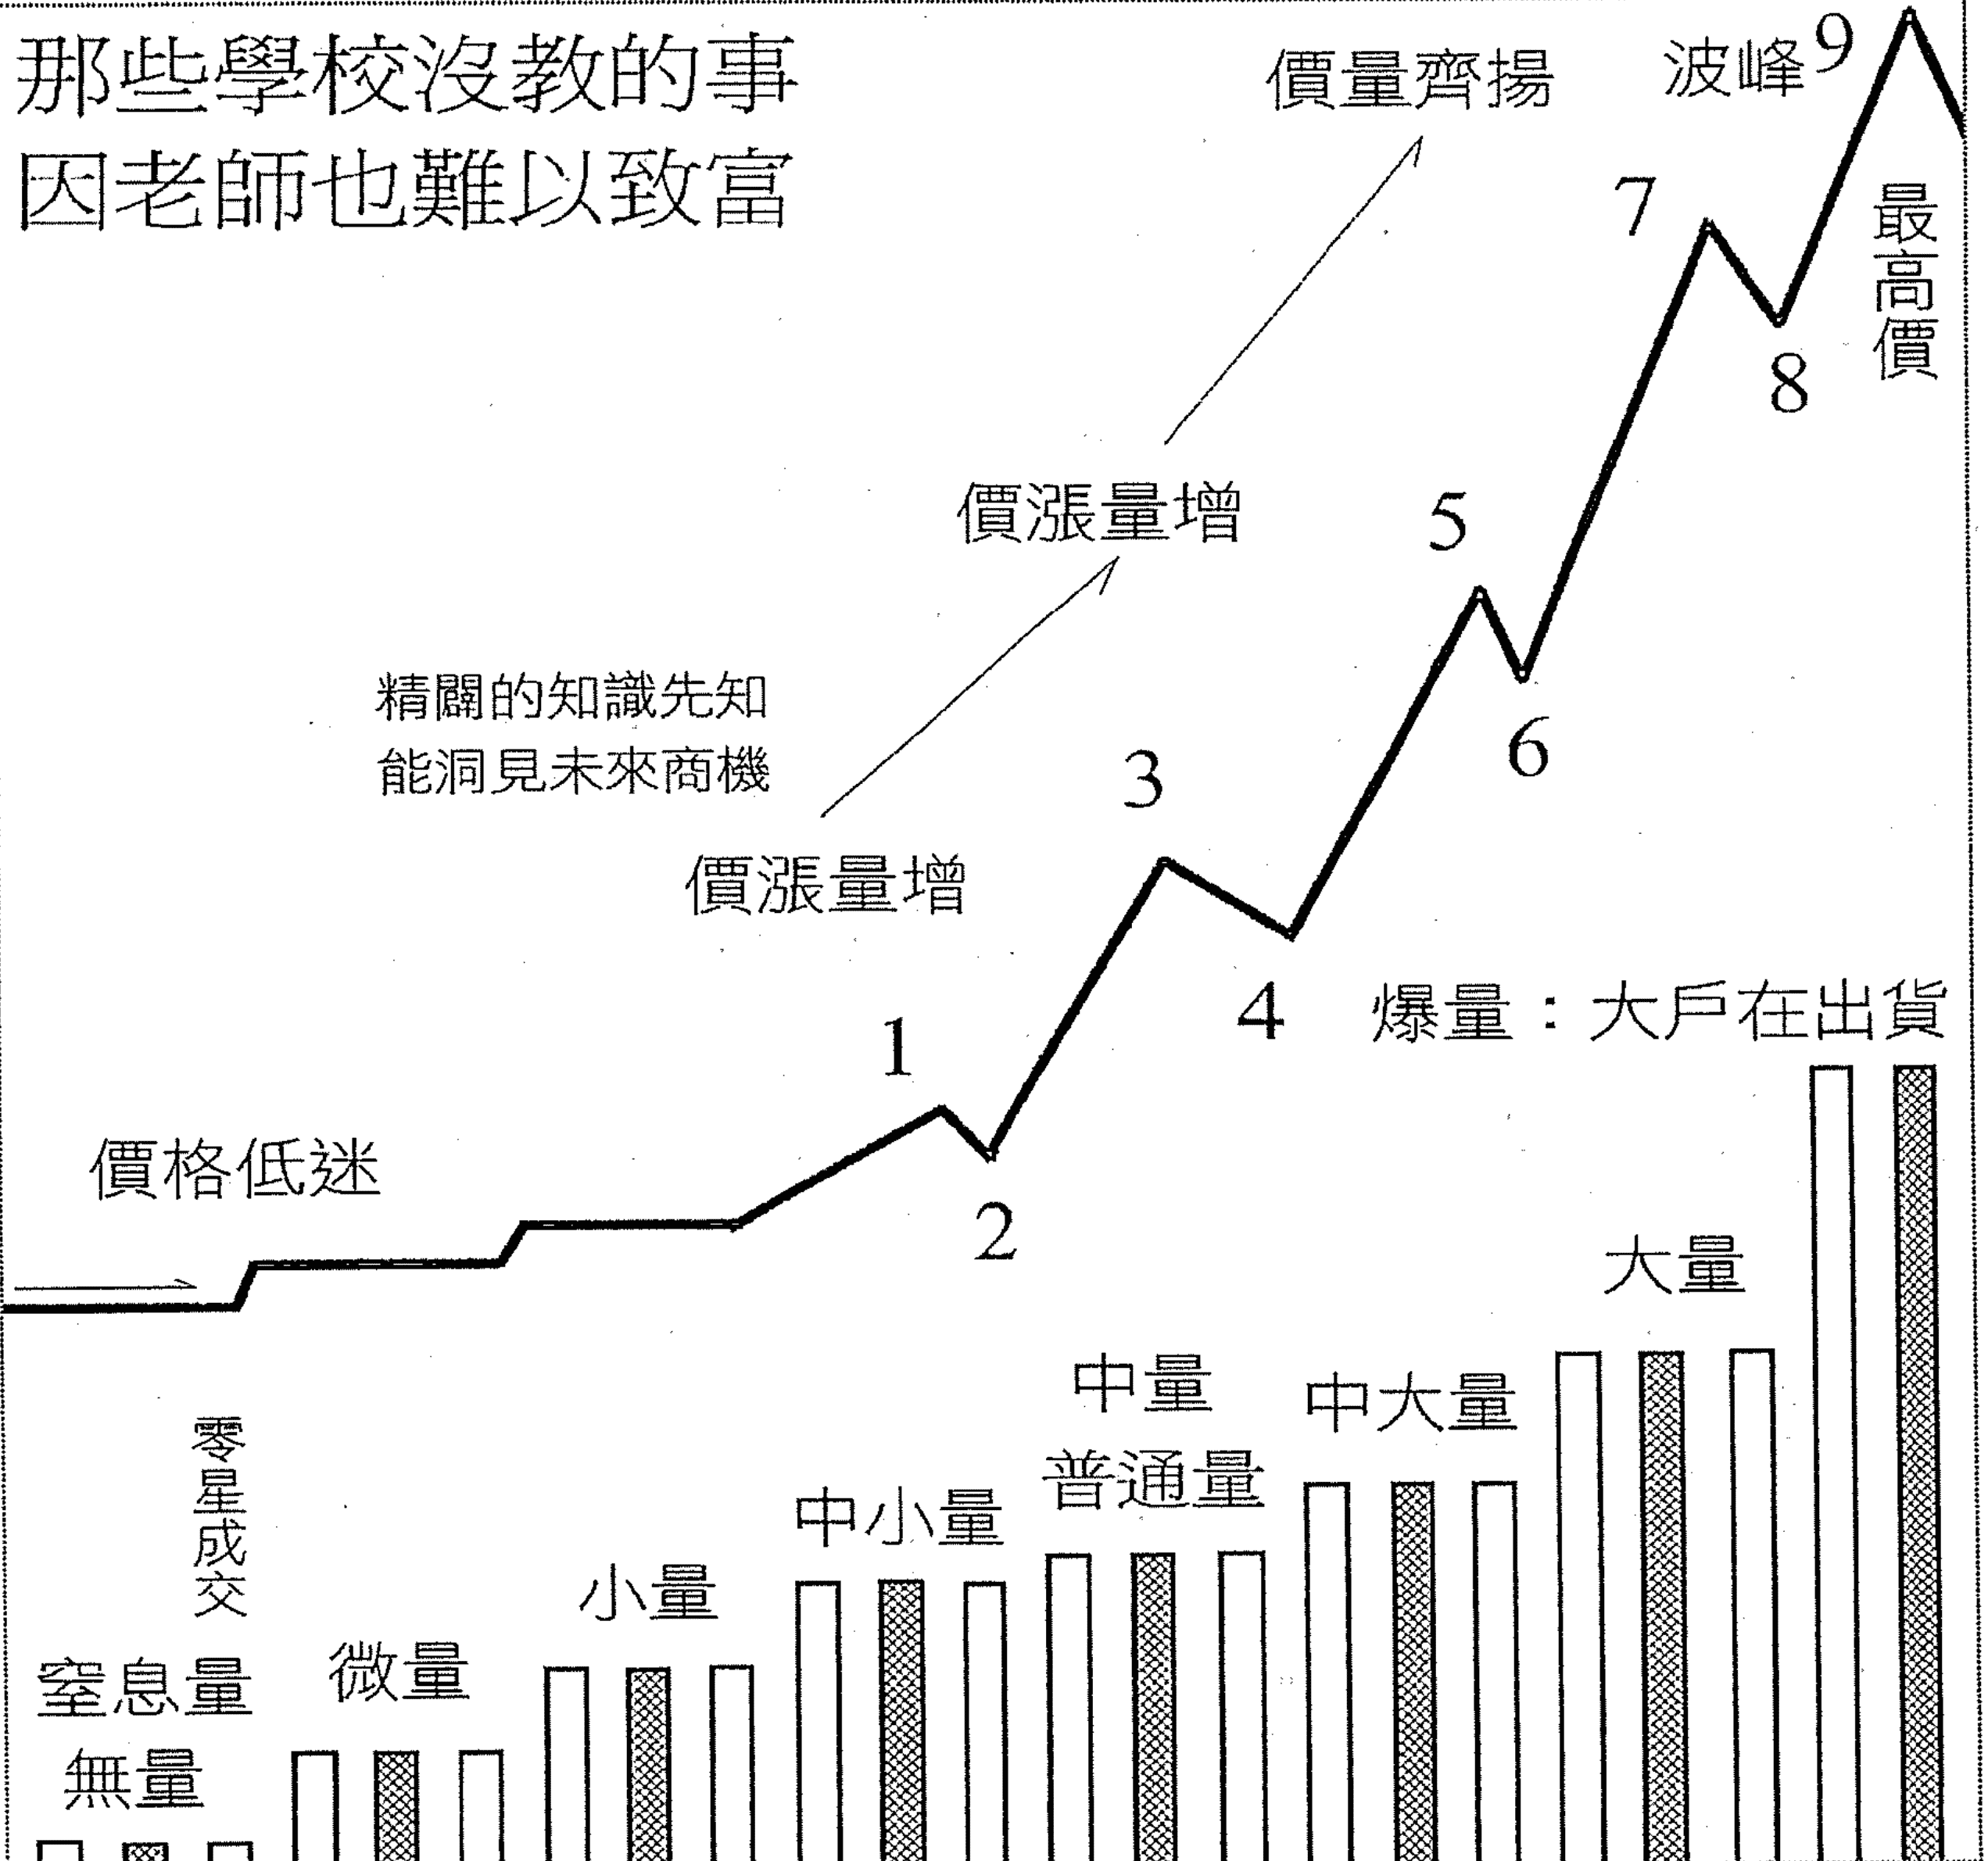 那些學校沒教的事
因老師也難以致富
價量齊揚
波峰
9
最高價
7
8
價漲量增
5
6
精闢的知識先知
能洞見未來商機
3
價漲量增
4
爆量：大戶在出貨
1
2
價格低迷
大量
中量
普通量
中大量
零星成交
中小量
小量
窒息量
無量
微量